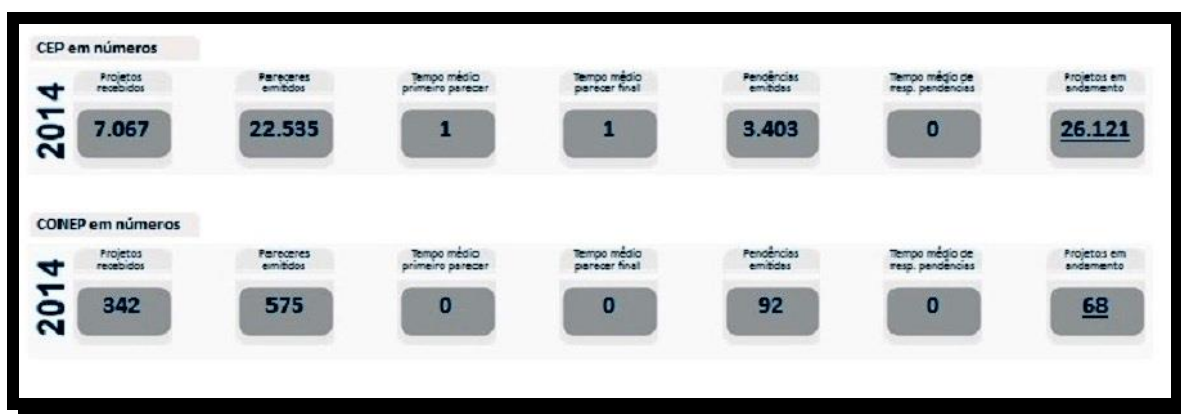 CEP em números
2014
Projetos
recebidos
7.067
Pareceres
emitidos
22.535
Tempo médio
primeiro parecer
1
Tempo médio
parecer final
1
Pendências
emitidas
3.403
Tempo médio de
resp. pendências
0
Projetos em
andamento
26.121
CONEP em números
2014
Projetos
recebidos
342
Pareceres
emitidos
575
Tempo médio
primeiro parecer
0
Tempo médio
parecer final
0
Pendências
emitidas
92
Tempo médio de
resp. pendências
0
Projetos em
andamento
68